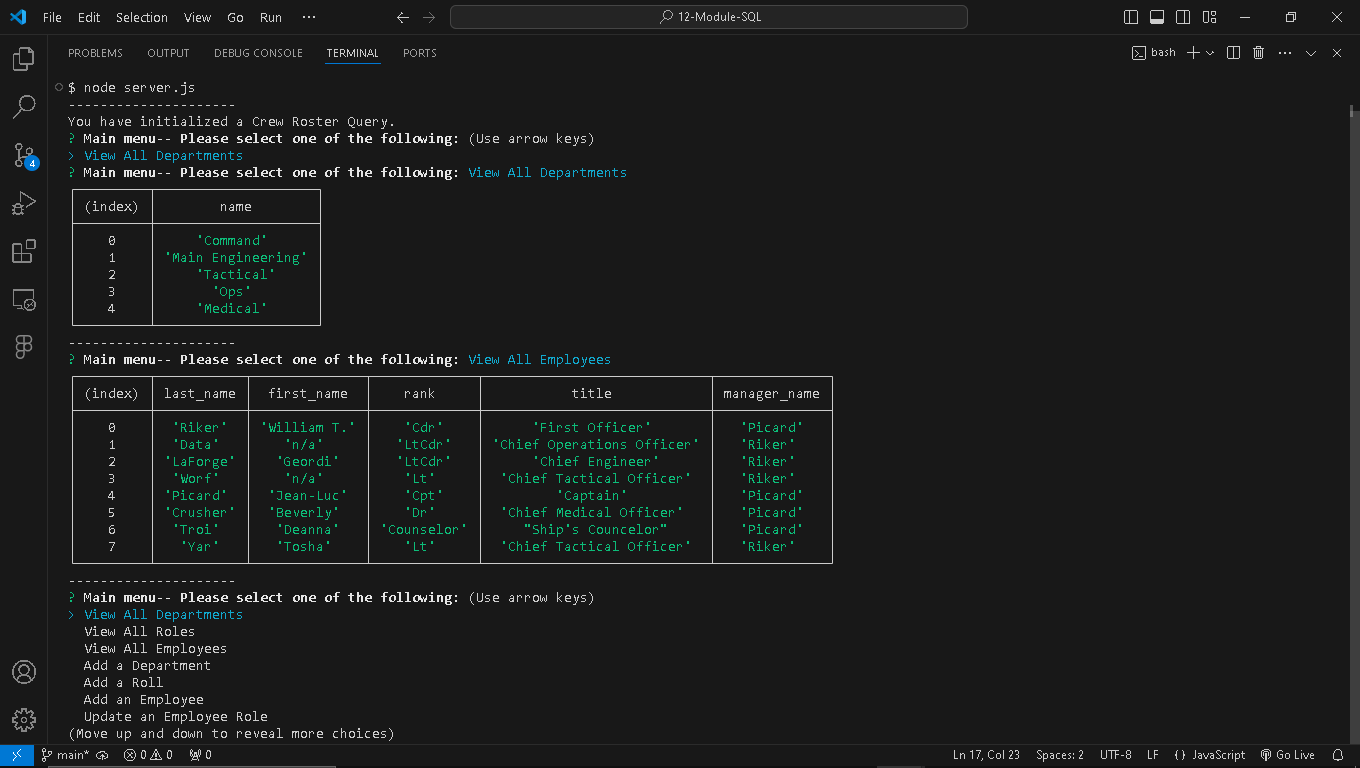 File Edit Selection View Go Run ··· ← → 12-Module-SQL
PROBLEMS OUTPUT DEBUG CONSOLE TERMINAL PORTS bash
$ node server.js
---------------------
You have initialized a Crew Roster Query.
? Main menu-- Please select one of the following: (Use arrow keys)
> View All Departments
? Main menu-- Please select one of the following: View All Departments
(index) name
0 'Command'
1 'Main Engineering'
2 'Tactical'
3 'Ops'
4 'Medical'
---------------------
? Main menu-- Please select one of the following: View All Employees
(index) last_name first_name rank title manager_name
0 'Riker' 'William T.' 'Cdr' 'First Officer' 'Picard'
1 'Data' 'n/a' 'LtCdr' 'Chief Operations Officer' 'Riker'
2 'LaForge' 'Geordi' 'LtCdr' 'Chief Engineer' 'Riker'
3 'Worf' 'n/a' 'Lt' 'Chief Tactical Officer' 'Riker'
4 'Picard' 'Jean-Luc' 'Cpt' 'Captain' 'Picard'
5 'Crusher' 'Beverly' 'Dr' 'Chief Medical Officer' 'Picard'
6 'Troi' 'Deanna' 'Counselor' "Ship's Councelor" 'Picard'
7 'Yar' 'Tosha' 'Lt' 'Chief Tactical Officer' 'Riker'
---------------------
? Main menu-- Please select one of the following: (Use arrow keys)
> View All Departments
View All Roles
View All Employees
Add a Department
Add a Roll
Add an Employee
Update an Employee Role
(Move up and down to reveal more choices)
4
main* 0 0 0 Ln 17, Col 23 Spaces: 2 UTF-8 LF {} JavaScript Go Live